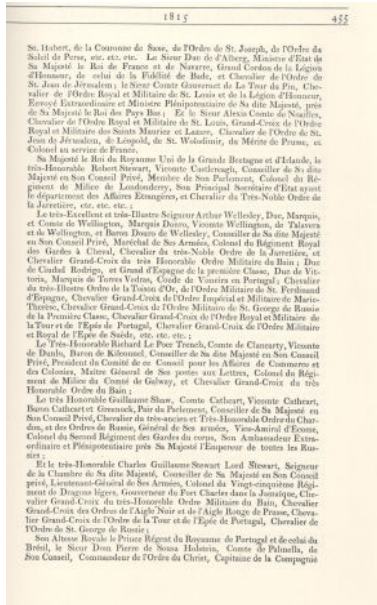 1815 455
St. Hubert, de la Couronne de Saxe, de l'Ordre de St. Joseph, de l'Ordre du
Soleil de Perse, etc. etc. etc. Le Sieur Duc de d'Alberg, Ministre d'Etat de
Sa Majesté le Roi de France et de Navarre, Grand Cordon de la Légion
d'Honneur, de celui de la Fidélité de Bade, et Chevalier de l'Ordre de
St. Jean de Jérusalem; le Sieur Comte Gouvernet de Le Tour du Pin, Che-
valier de l'Ordre Royal et Militaire de St. Louis et de la Légion d'Honneur,
Envoyé Extraordinaire et Ministre Plénipotentiaire de Sa dite Majesté, près
de Sa Majesté le Roi des Pays Bas; Et le Sieur Alexis Comte de Noailles,
Chevalier de l'Ordre Royal et Militaire de St. Louis, Grand-Croix de l'Ordre
Royal et Militaire des Saints Maurice et Lazare, Chevalier de l'Ordre de St.
Jean de Jérusalem, de Léopold, de St. Wolodimir, du Mérite de Prusse, et
Colonel au service de France.
Sa Majesté le Roi du Royaume Uni de la Grande Bretagne et d'Irlande, le
très-Honorable Robert Stewart, Vicomte Castlereagh, Conseiller de Sa dite
Majesté en Son Conseil Privé, Membre de Son Parlement, Colonel du Ré-
giment de Milice de Londonderry, Son Principal Secrétaire d'Etat ayant
le département des Affaires Etrangères, et Chevalier du Très-Noble Ordre de
la Jarretière, etc. etc. etc.;
Le très-Excellent et très-Illustre Seigneur Arthur Wellesley, Duc, Marquis,
et Comte de Wellington, Marquis Douro, Vicomte Wellington, de Talavera
et de Wellington, et Baron Douro de Wellesley, Conseiller de Sa dite Majesté
en Son Conseil Privé, Maréchal de Ses Armées, Colonel du Régiment Royal
des Gardes à Cheval, Chevalier du très-Noble Ordre de la Jarretière, et
Chevalier Grand-Croix du très Honorable Ordre Militaire du Bain; Duc
de Ciudad Rodrigo, et Grand d'Espagne de la première Classe, Duc de Vit-
toria, Marquis de Torres Vedras, Comte de Vimeira en Portugal; Chevalier
du très-Illustre Ordre de la Toison d'Or, de l'Ordre Militaire de St. Ferdinand
d'Espagne, Chevalier Grand-Croix de l'Ordre Impérial et Militaire de Marie-
Thérèse, Chevalier Grand-Croix de l'Ordre Militaire de St. George de Russie
de la Première Classe, Chevalier Grand-Croix de l'Ordre Royal et Militaire de
la Tour et de l'Epée de Portugal, Chevalier Grand-Croix de l'Ordre Militaire
et Royal de l'Epée de Suède, etc. etc. etc.;
Le Très-Honorable Richard Le Poer Trench, Comte de Clancarty, Vicomte
de Dunlo, Baron de Kilconnel, Conseiller de Sa dite Majesté en Son Conseil
Privé, President du Comité de ce Conseil pour les Affaires de Commerce et
des Colonies, Maître Général de Ses postes aux Lettres, Colonel du Régi-
ment de Milice du Comté de Galway, et Chevalier Grand-Croix du très
Honorable Ordre du Bain;
Le très Honorable Guillaume Shaw, Comte Cathcart, Vicomte Cathcart,
Baron Cathcart et Greenock, Pair du Parlement, Conseiller de Sa Majesté en
Son Conseil Privé, Chevalier du très-ancien et Très-Honorable Ordre du Char-
don, et des Ordres de Russie, Général de Ses armées, Vice-Amiral d'Ecosse,
Colonel du Second Régiment des Gardes du corps, Son Ambassadeur Extra-
ordinaire et Plénipotentiaire près Sa Majesté l'Empereur de toutes les Rus-
sies;
Et le très-Honorable Charles Guillaume Stewart Lord Stewart, Seigneur
de la Chambre de Sa dite Majesté, Conseiller de Sa Majesté en Son Conseil
privé, Lieutenant-Général de Ses Armées, Colonel du Vingt-cinquième Régi-
ment de Dragons légers, Gouverneur du Fort Charles dans la Jamaïque, Che-
valier Grand-Croix du très-Honorable Ordre Militaire du Bain, Chevalier
Grand-Croix des Ordres de l'Aigle Noir et de l'Aigle Rouge de Prusse, Cheva-
lier Grand-Croix de l'Ordre de la Tour et de l'Epée de Portugal, Chevalier de
l'Ordre de St. George de Russie;
Son Altesse Royale le Prince Régent du Royaume de Portugal et de celui du
Brésil, le Sieur Dom Pierre de Sousa Holstein, Comte de Palmella, de
Son Conseil, Commandeur de l'Ordre du Christ, Capitaine de la Compagnie